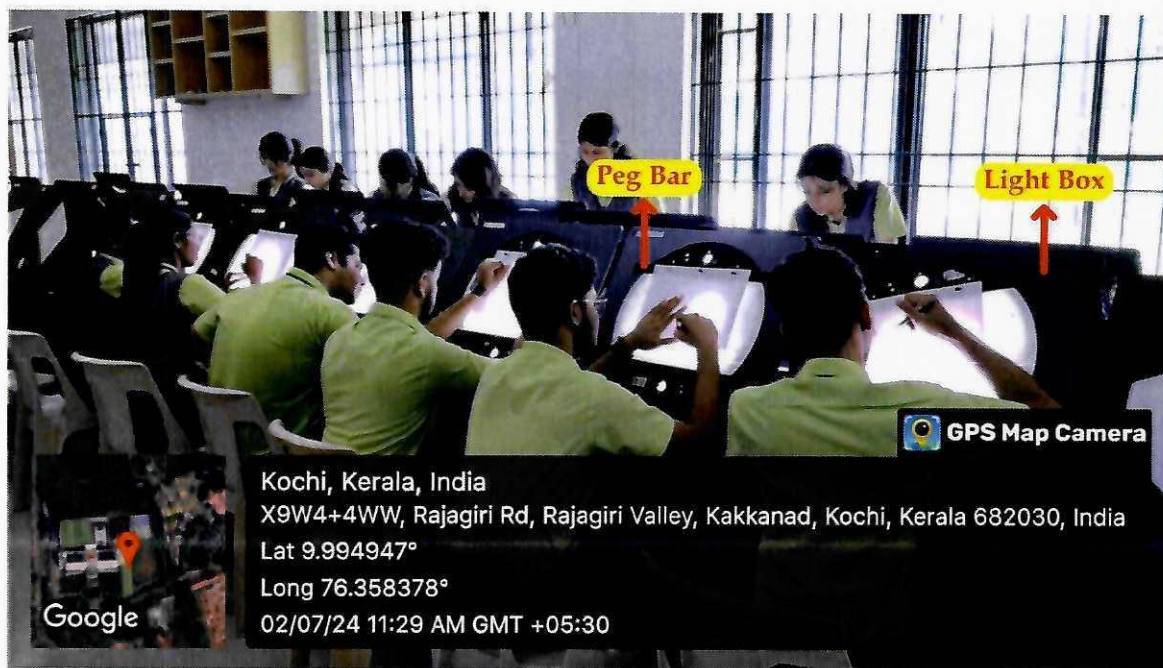 Peg Bar
Light Box
GPS Map Camera
Kochi, Kerala, India
X9W4+4WW, Rajagiri Rd, Rajagiri Valley, Kakkanad, Kochi, Kerala 682030, India
Lat 9.994947°
Long 76.358378°
02/07/24 11:29 AM GMT +05:30
Google